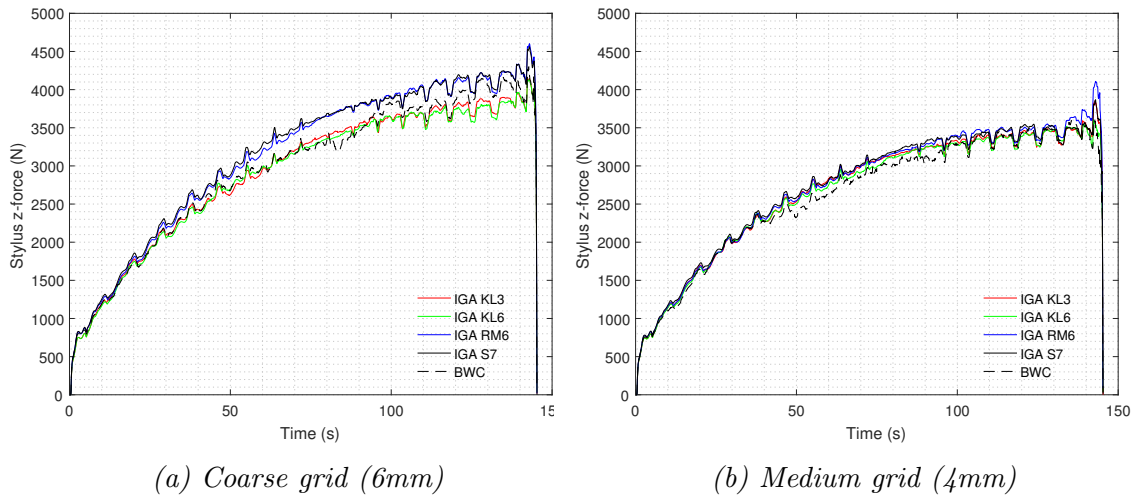 5000
4500
4000
3500
3000
2500
2000
1500
1000
500
0
Stylus z-force (N)
IGA KL3
IGA KL6
IGA RM6
IGA S7
BWC
0 50 100 15
Time (s)
(a) Coarse grid (6mm)
5000
4500
4000
3500
3000
2500
2000
1500
1000
500
0
Stylus z-force (N)
IGA KL3
IGA KL6
IGA RM6
IGA S7
BWC
0 50 100 150
Time (s)
(b) Medium grid (4mm)